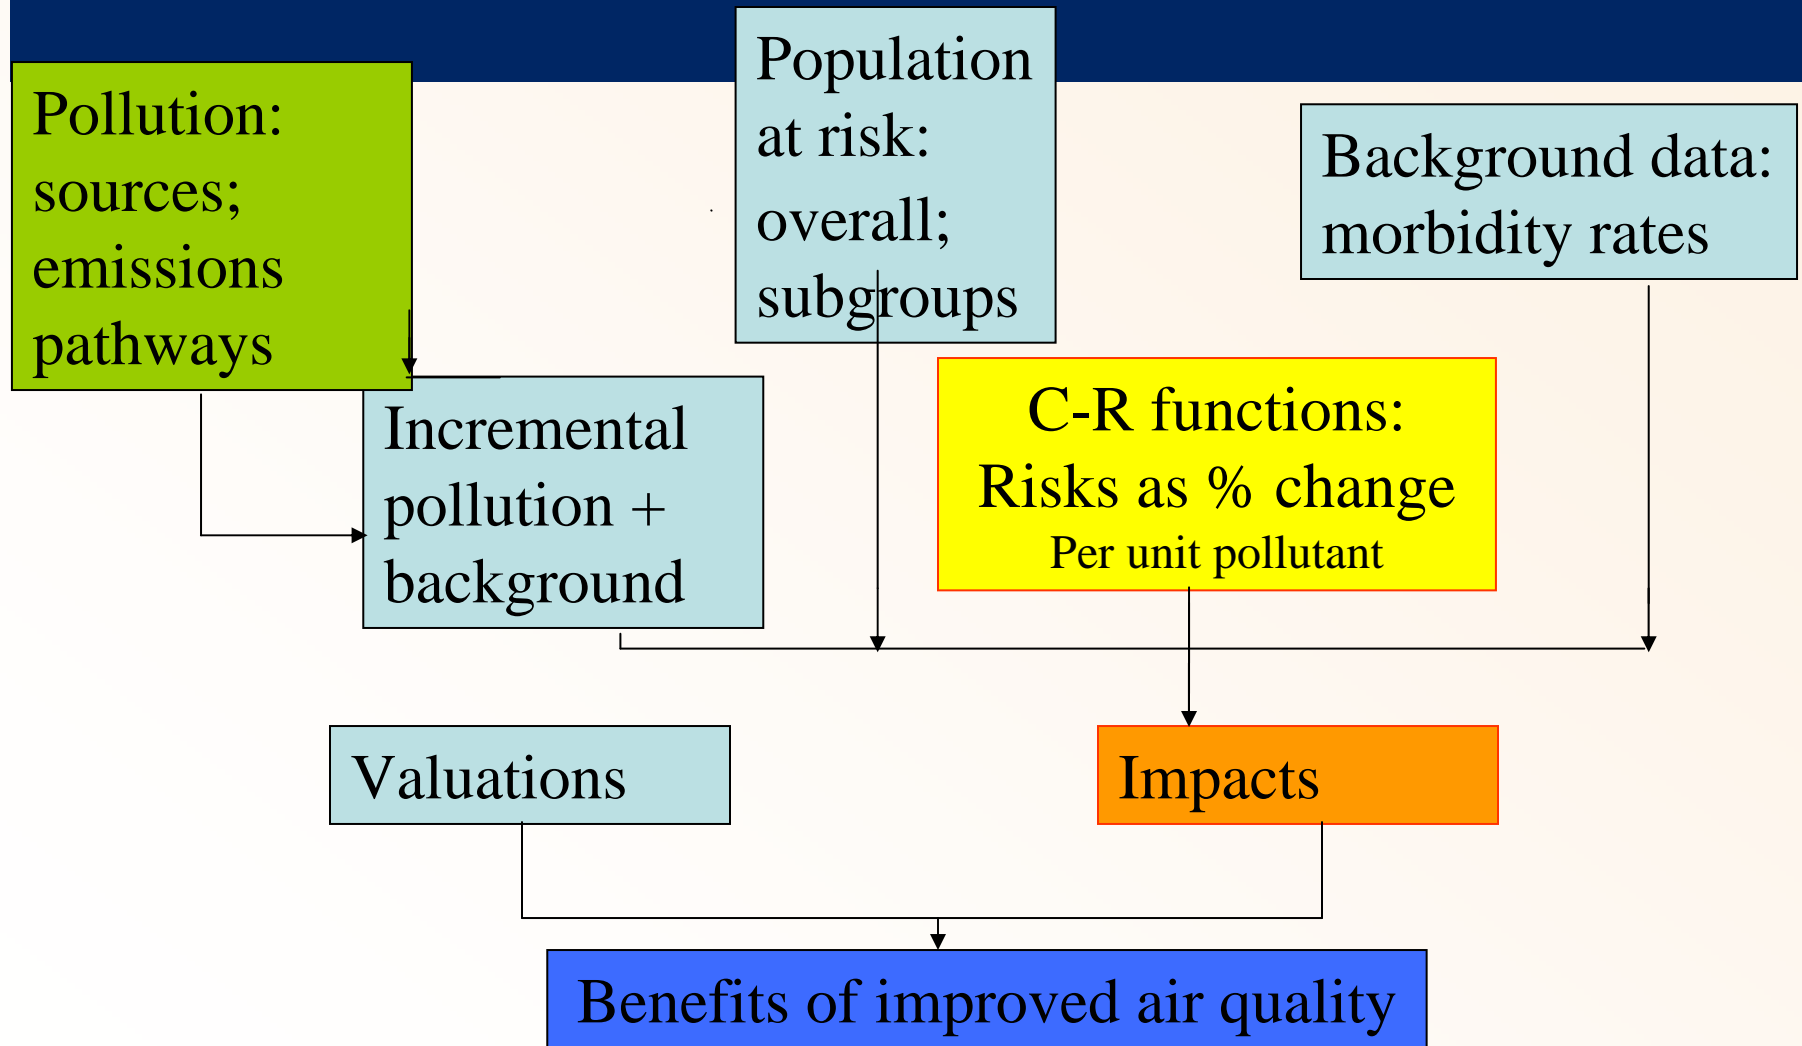 Pollution:
sources;
emissions
pathways
Population
at risk:
overall;
subgroups
Background data:
morbidity rates
Incremental
pollution +
background
C-R functions:
Risks as % change
Per unit pollutant
Valuations
Impacts
Benefits of improved air quality